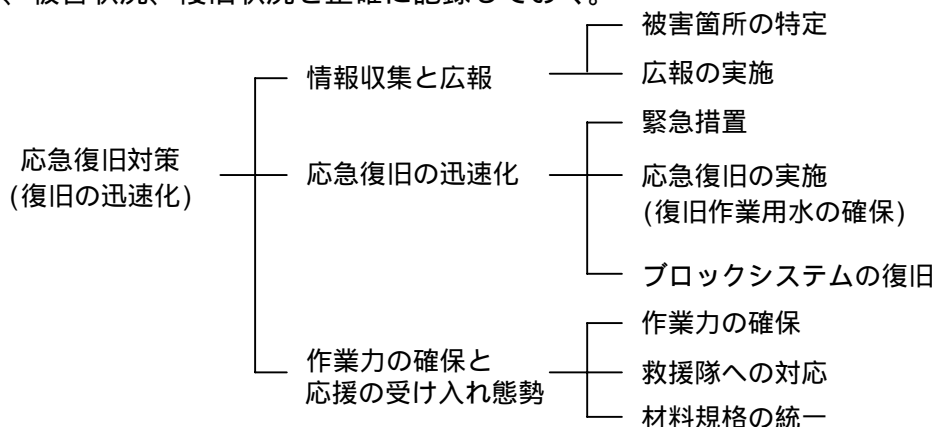 、被害状況、復旧状況を正確に記録しておく。
被害箇所の特定
情報収集と広報
広報の実施
緊急措置
応急復旧対策
(復旧の迅速化)
応急復旧の迅速化
応急復旧の実施
(復旧作業用水の確保)
ブロックシステムの復旧
作業力の確保
作業力の確保と
応援の受け入れ態勢
救援隊への対応
材料規格の統一